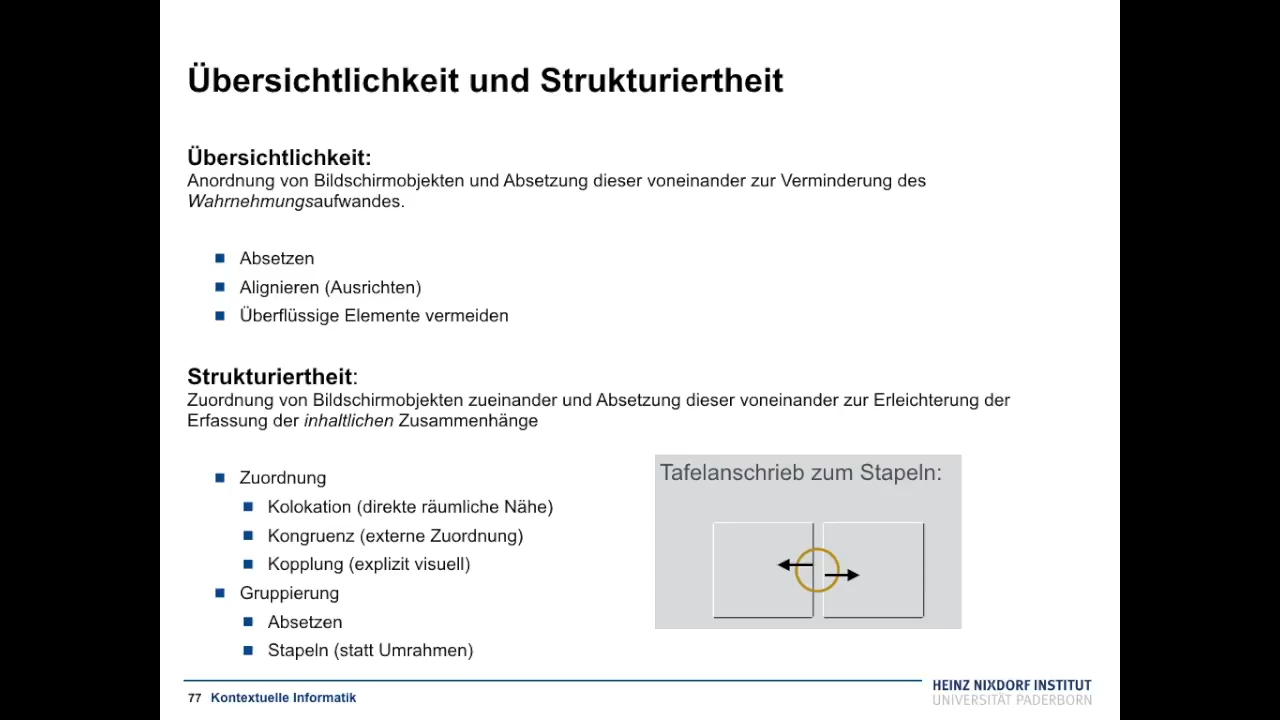 Übersichtlichkeit und Strukturiertheit
Übersichtlichkeit:
Anordnung von Bildschirmobjekten und Absetzung dieser voneinander zur Verminderung des
Wahrnehmungsaufwandes.
Absetzen
Alignieren (Ausrichten)
Überflüssige Elemente vermeiden
Strukturiertheit:
Zuordnung von Bildschirmobjekten zueinander und Absetzung dieser voneinander zur Erleichterung der
Erfassung der inhaltlichen Zusammenhänge
Zuordnung
Kolokation (direkte räumliche Nähe)
Kongruenz (externe Zuordnung)
Kopplung (explizit visuell)
Gruppierung
Absetzen
Stapeln (statt Umrahmen)
Tafelanschrieb zum Stapeln:
77 Kontextuelle Informatik
HEINZ NIXDORF INSTITUT
UNIVERSITÄT PADERBORN